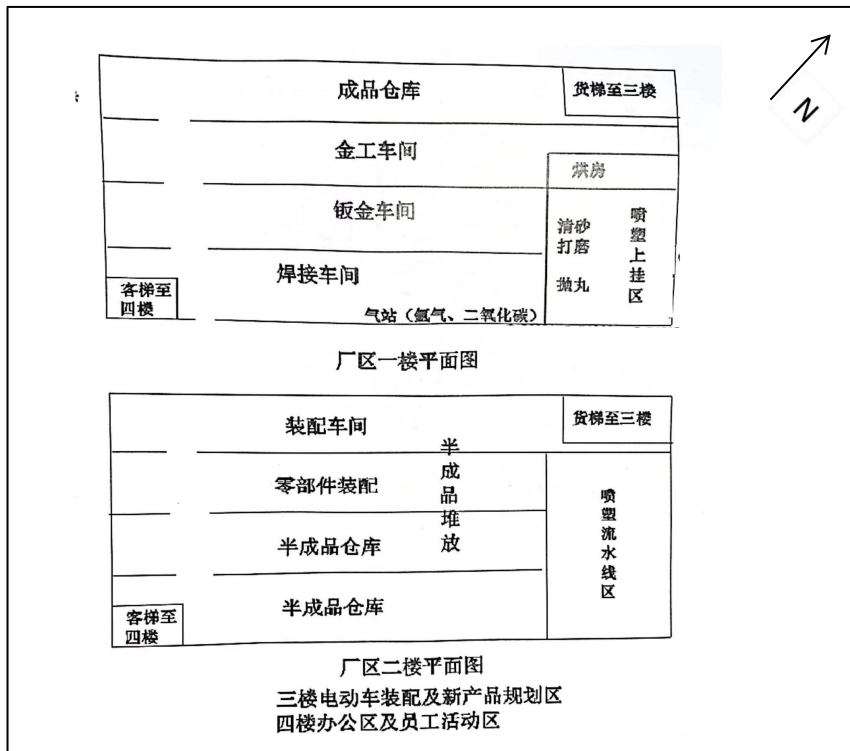 N
成品仓库
货梯至三楼
金工车间
烘房
钣金车间
清砂
打磨
抛丸
喷塑上挂区
焊接车间
客梯至
四楼
气站（氩气、二氧化碳）
厂区一楼平面图
装配车间
货梯至三楼
半成品堆放
零部件装配
喷塑流水线区
半成品仓库
半成品仓库
客梯至
四楼
厂区二楼平面图
三楼电动车装配及新产品规划区
四楼办公区及员工活动区